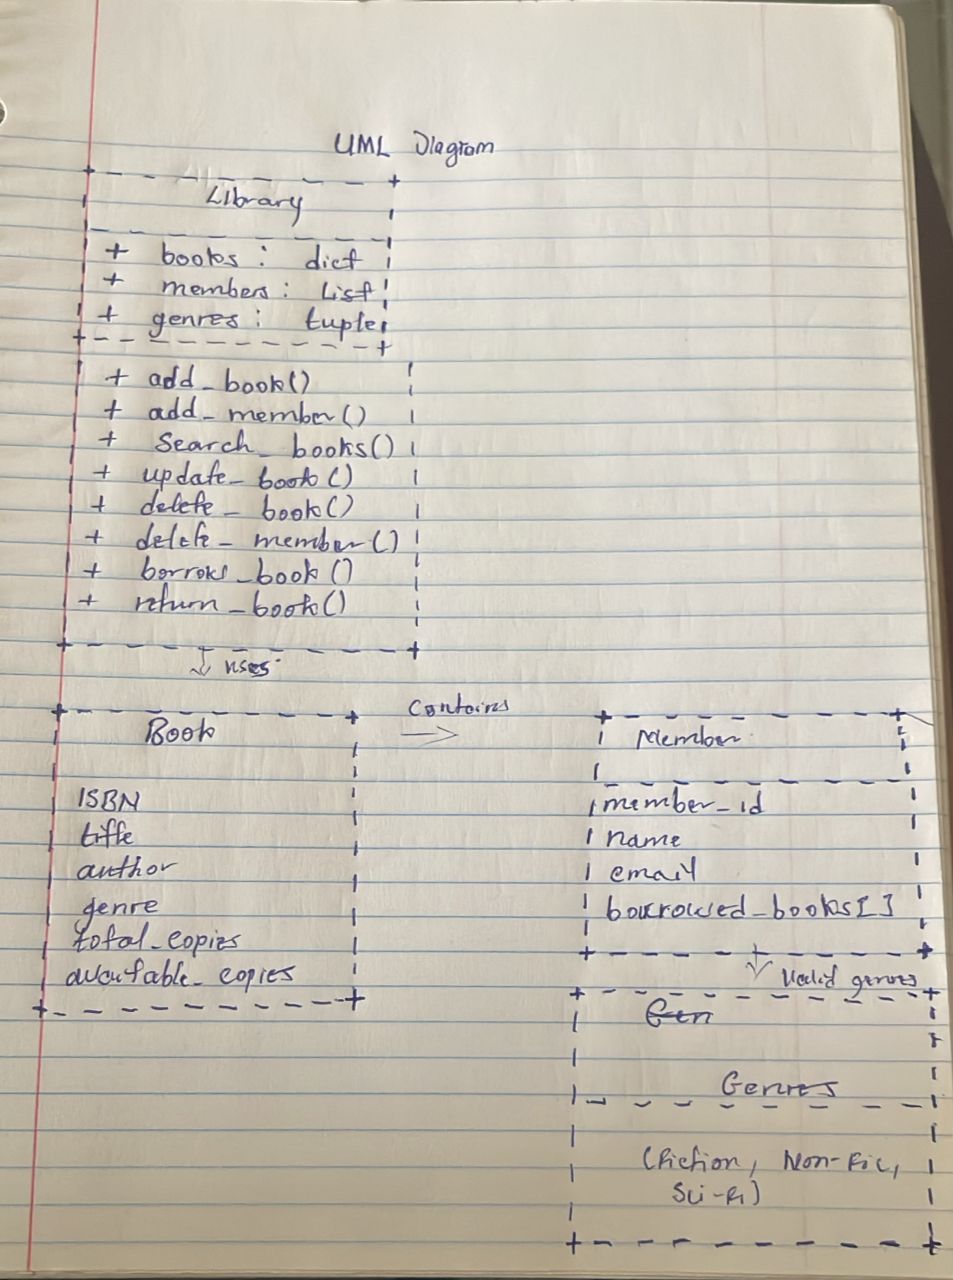 UML Diagram
Library
+ books : dict
+ members : List
+ genres : tuple
+ add_book()
+ add_member()
+ Search_books()
+ update_book()
+ delete_book()
+ delete_member()
+ borrows_book()
+ return_book()
uses
Book
Contains
Member
ISBN
title
author
genre
total_copies
available_copies
member_id
name
email
borrowed_books[]
Valid genres
Gen
Genres
(Fiction, Non-Fic,
Sci-Fi)